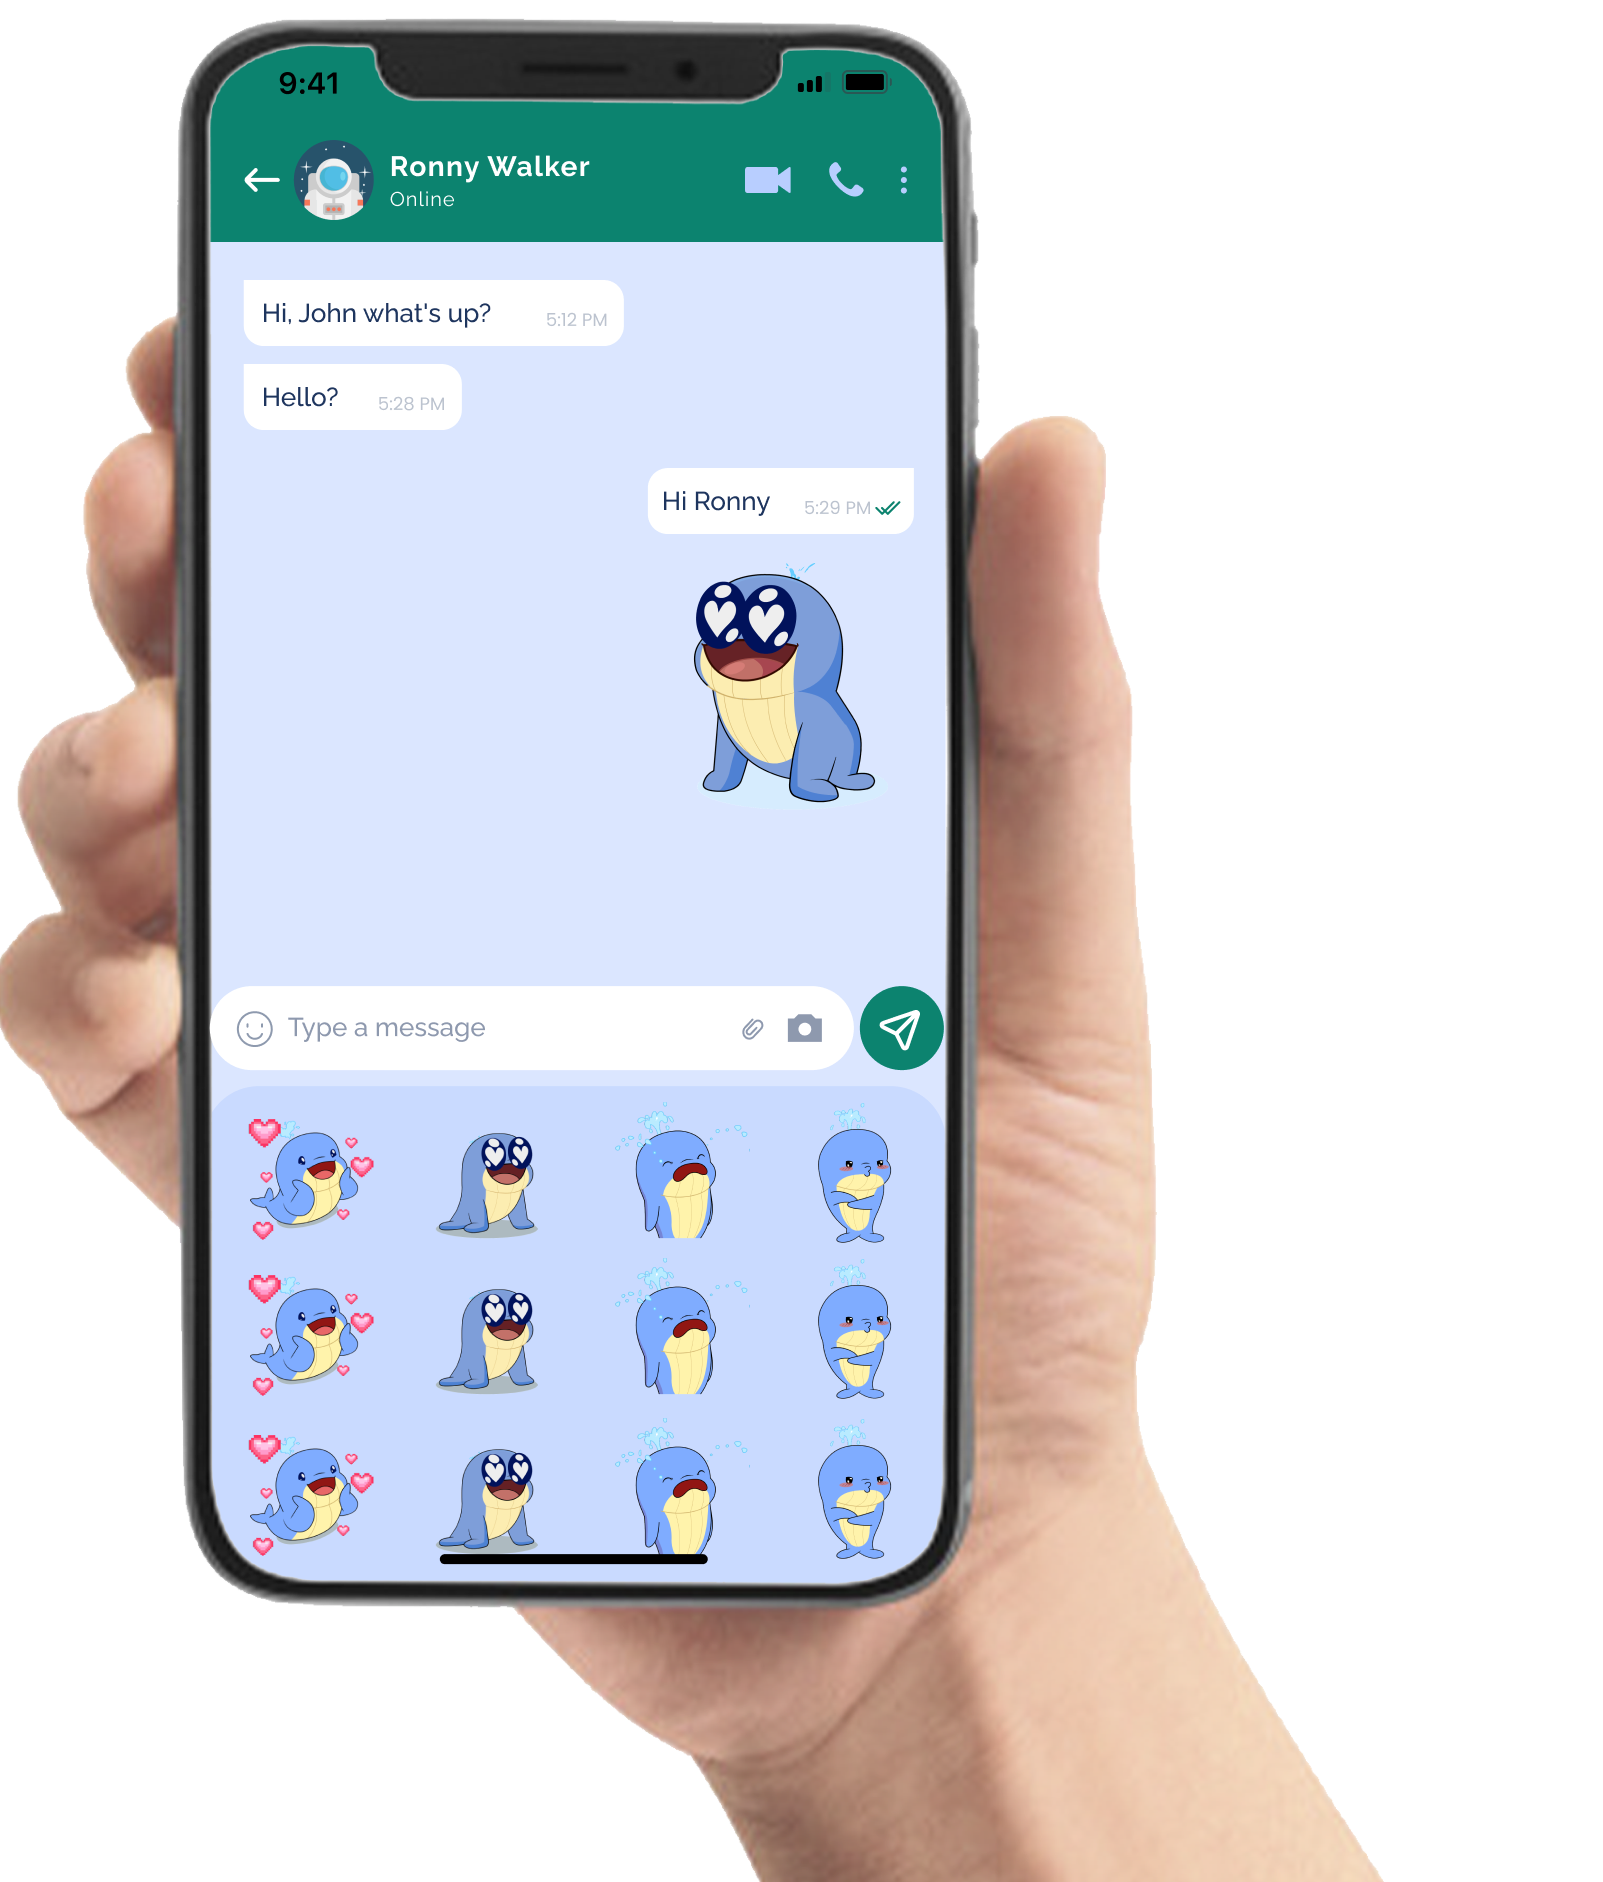 9:41
Ronny Walker
Online
Hi, John what's up? 5:12 PM
Hello? 5:28 PM
Hi Ronny 5:29 PM
Type a message